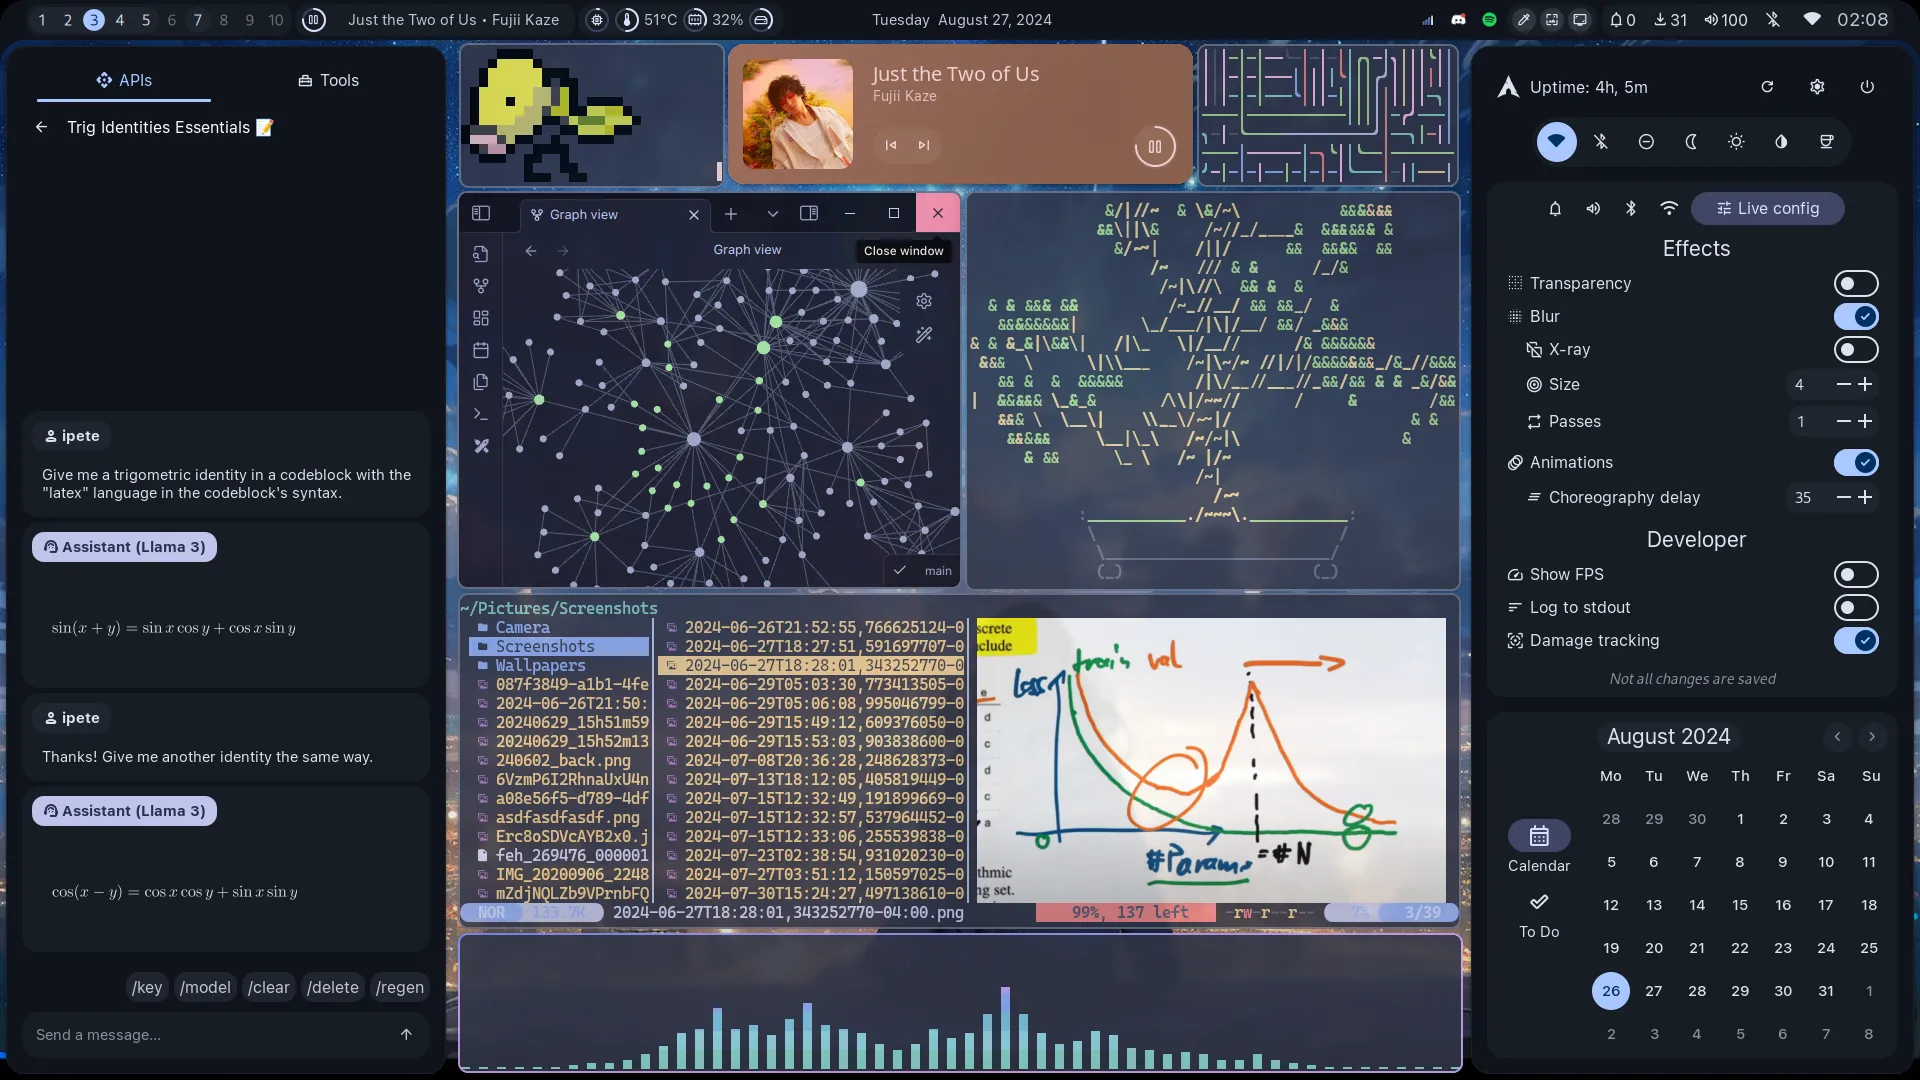 1 2 3 4 5 6 7 8 9 10
Just the Two of Us • Fujii Kaze
51°C
32%
Tuesday August 27, 2024
0
31
100
02:08
APIs
Tools
Trig Identities Essentials 📝
ipete
Give me a trigometric identity in a codeblock with the
"latex" language in the codeblock's syntax.
Assistant (Llama 3)
sin(x + y) = sin x cos y + cos x sin y
ipete
Thanks! Give me another identity the same way.
Assistant (Llama 3)
cos(x − y) = cos x cos y + sin x sin y
/key /model /clear /delete /regen
Send a message...
Just the Two of Us
Fujii Kaze
Graph view
Graph view
Close window
main
~/Pictures/Screenshots
Camera
Screenshots
Wallpapers
087f3849-a1b1-4fe
2024-06-26T21:50:
20240629_15h51m59
20240629_15h52m13
240602_back.png
6VzmP6I2RhnaUxU4n
a08e56f5-d789-4df
asdfasdfasdf.png
Erc8oSDVcAYB2x0.j
feh_269476_000001
IMG_20200906_2248
mZdjNQLZb9VPrnbFQ
2024-06-26T21:52:55,766625124-0
2024-06-27T18:27:51,591697707-0
2024-06-27T18:28:01,343252770-0
2024-06-29T05:03:30,773413505-0
2024-06-29T05:06:08,995046799-0
2024-06-29T15:49:12,609376050-0
2024-06-29T15:53:03,903838600-0
2024-07-08T20:36:28,248628373-0
2024-07-13T18:12:05,405819449-0
2024-07-15T12:32:49,191899669-0
2024-07-15T12:32:57,537964452-0
2024-07-15T12:33:06,255539838-0
2024-07-23T02:38:54,931020230-0
2024-07-27T03:51:12,150597025-0
2024-07-30T15:24:27,497138610-0
screte
clude
e
d
c
d
c
a
thmic
ng set.
train val
loss
#Params = #N
NOR 133.7K 2024-06-27T18:28:01,343252770-04:00.png
99%, 137 left
-rw-r--r--
7% 3/39
Uptime: 4h, 5m
Live config
Effects
Transparency
Blur
X-ray
Size 4
Passes 1
Animations
Choreography delay 35
Developer
Show FPS
Log to stdout
Damage tracking
Not all changes are saved
Calendar
To Do
August 2024
Mo Tu We Th Fr Sa Su
28 29 30 1 2 3 4
5 6 7 8 9 10 11
12 13 14 15 16 17 18
19 20 21 22 23 24 25
26 27 28 29 30 31 1
2 3 4 5 6 7 8